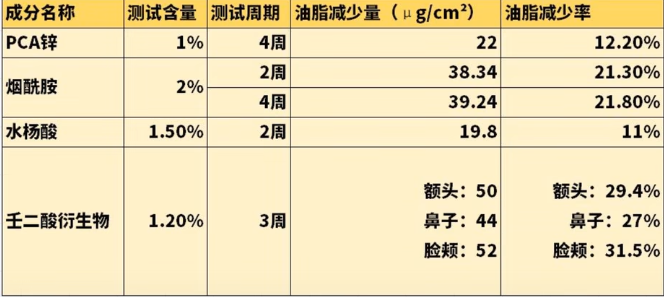 成分名称 测试含量 测试周期 油脂减少量（μg/cm²） 油脂减少率
PCA锌 1% 4周 22 12.20%
烟酰胺 2% 2周 38.34 21.30%
4周 39.24 21.80%
水杨酸 1.50% 2周 19.8 11%
壬二酸衍生物 1.20% 3周 额头：50 额头：29.4%
鼻子：44 鼻子：27%
脸颊：52 脸颊：31.5%